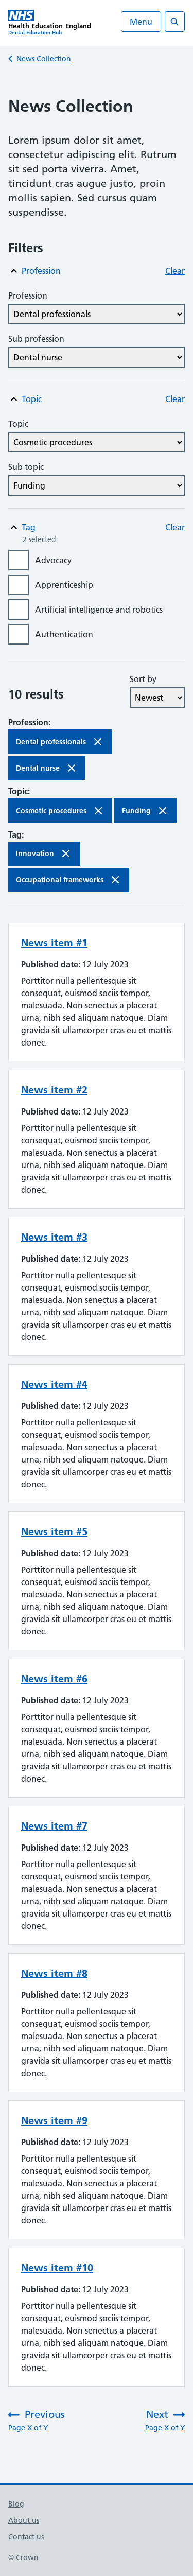 NHS
Health Education England
Dental Education Hub
Menu
News Collection
News Collection
Lorem ipsum dolor sit amet,
consectetur adipiscing elit. Rutrum
sit sed porta viverra. Amet,
tincidunt cras augue justo, proin
mollis sapien. Sed cursus quam
suspendisse.
Filters
Profession
Clear
Profession
Dental professionals
Sub profession
Dental nurse
Topic
Clear
Topic
Cosmetic procedures
Sub topic
Funding
Tag
Clear
2 selected
Advocacy
Apprenticeship
Artificial intelligence and robotics
Authentication
Sort by
10 results
Newest
Profession:
Dental professionals
Dental nurse
Topic:
Cosmetic procedures
Funding
Tag:
Innovation
Occupational frameworks
News item #1
Published date: 12 July 2023
Porttitor nulla pellentesque sit
consequat, euismod sociis tempor,
malesuada. Non senectus a placerat
urna, nibh sed aliquam natoque. Diam
gravida sit ullamcorper cras eu et mattis
donec.
News item #2
Published date: 12 July 2023
Porttitor nulla pellentesque sit
consequat, euismod sociis tempor,
malesuada. Non senectus a placerat
urna, nibh sed aliquam natoque. Diam
gravida sit ullamcorper cras eu et mattis
donec.
News item #3
Published date: 12 July 2023
Porttitor nulla pellentesque sit
consequat, euismod sociis tempor,
malesuada. Non senectus a placerat
urna, nibh sed aliquam natoque. Diam
gravida sit ullamcorper cras eu et mattis
donec.
News item #4
Published date: 12 July 2023
Porttitor nulla pellentesque sit
consequat, euismod sociis tempor,
malesuada. Non senectus a placerat
urna, nibh sed aliquam natoque. Diam
gravida sit ullamcorper cras eu et mattis
donec.
News item #5
Published date: 12 July 2023
Porttitor nulla pellentesque sit
consequat, euismod sociis tempor,
malesuada. Non senectus a placerat
urna, nibh sed aliquam natoque. Diam
gravida sit ullamcorper cras eu et mattis
donec.
News item #6
Published date: 12 July 2023
Porttitor nulla pellentesque sit
consequat, euismod sociis tempor,
malesuada. Non senectus a placerat
urna, nibh sed aliquam natoque. Diam
gravida sit ullamcorper cras eu et mattis
donec.
News item #7
Published date: 12 July 2023
Porttitor nulla pellentesque sit
consequat, euismod sociis tempor,
malesuada. Non senectus a placerat
urna, nibh sed aliquam natoque. Diam
gravida sit ullamcorper cras eu et mattis
donec.
News item #8
Published date: 12 July 2023
Porttitor nulla pellentesque sit
consequat, euismod sociis tempor,
malesuada. Non senectus a placerat
urna, nibh sed aliquam natoque. Diam
gravida sit ullamcorper cras eu et mattis
donec.
News item #9
Published date: 12 July 2023
Porttitor nulla pellentesque sit
consequat, euismod sociis tempor,
malesuada. Non senectus a placerat
urna, nibh sed aliquam natoque. Diam
gravida sit ullamcorper cras eu et mattis
donec.
News item #10
Published date: 12 July 2023
Porttitor nulla pellentesque sit
consequat, euismod sociis tempor,
malesuada. Non senectus a placerat
urna, nibh sed aliquam natoque. Diam
gravida sit ullamcorper cras eu et mattis
donec.
Previous
Page X of Y
Next
Page X of Y
Blog
About us
Contact us
© Crown